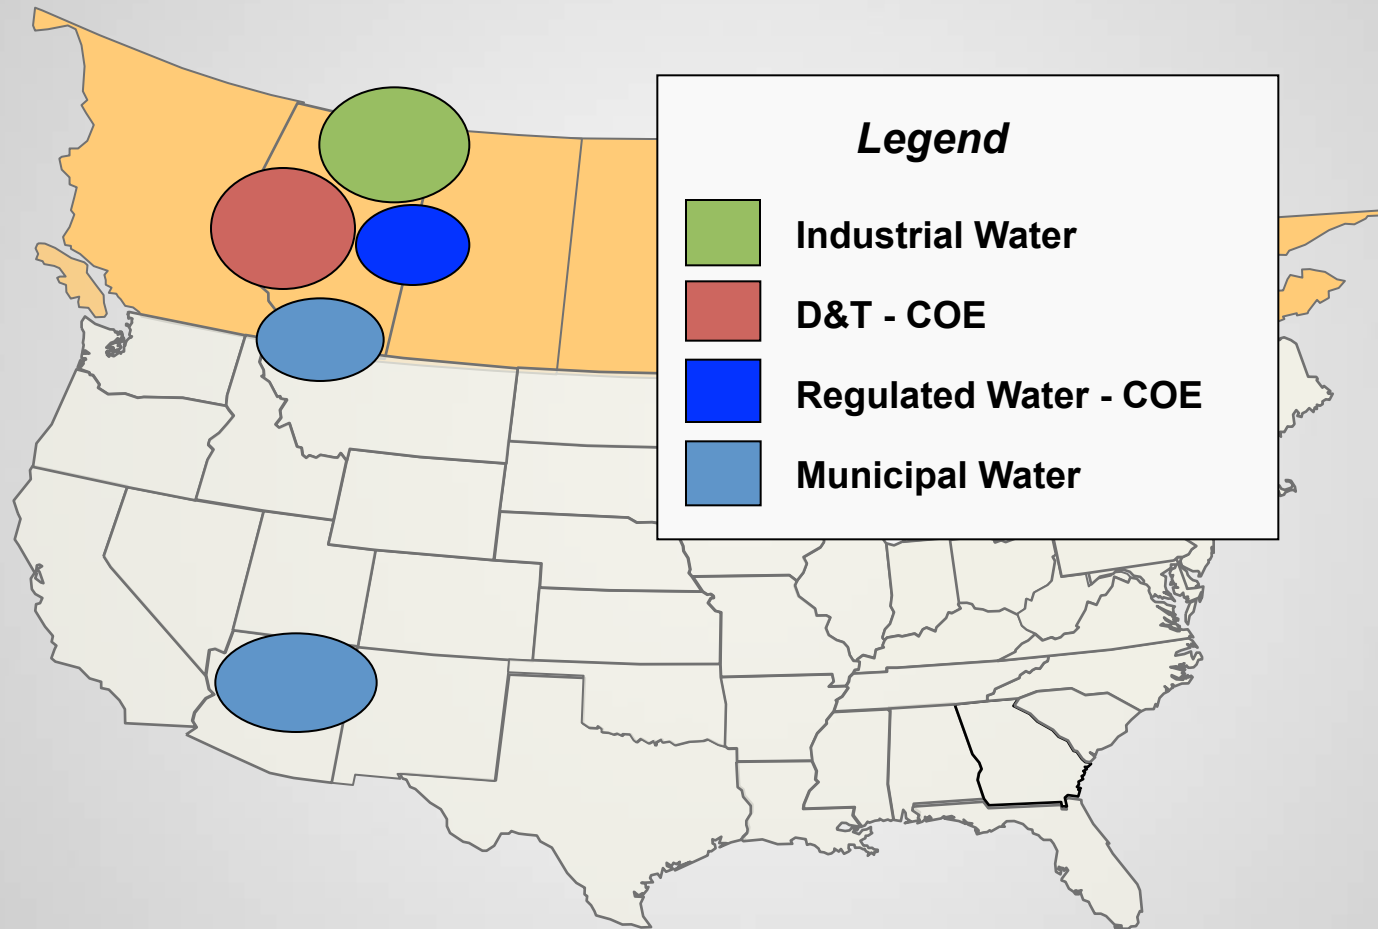 Legend
Industrial Water
D&T - COE
Regulated Water - COE
Municipal Water